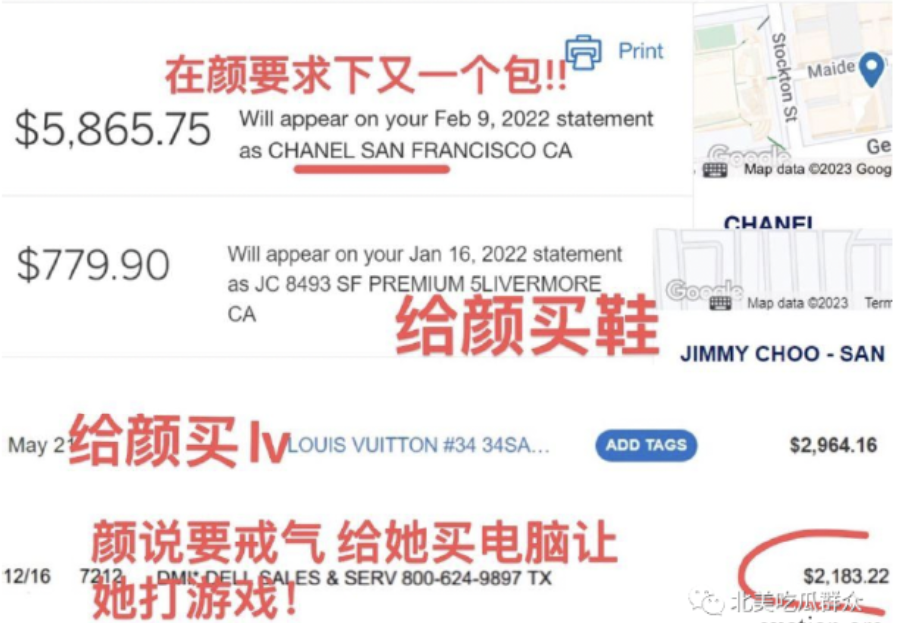 Print
在颜要求下又一个包!!
$5,865.75
Will appear on your Feb 9, 2022 statement
as CHANEL SAN FRANCISCO CA
Stockton St
Maide
Ge
Google
Map data ©2023 Goog
CHANEL
$779.90
Will appear on your Jan 16, 2022 statement
as JC 8493 SF PREMIUM 5LIVERMORE
CA
Google
Map data ©2023 Term
给颜买鞋
JIMMY CHOO - SAN
May 21
给颜买lv
LOUIS VUITTON #34 34SA...
ADD TAGS
$2,964.16
颜说要戒气 给她买电脑让
12/16 7212 DMI* DELL SALES & SERV 800-624-9897 TX
$2,183.22
她打游戏!
北美吃瓜群众